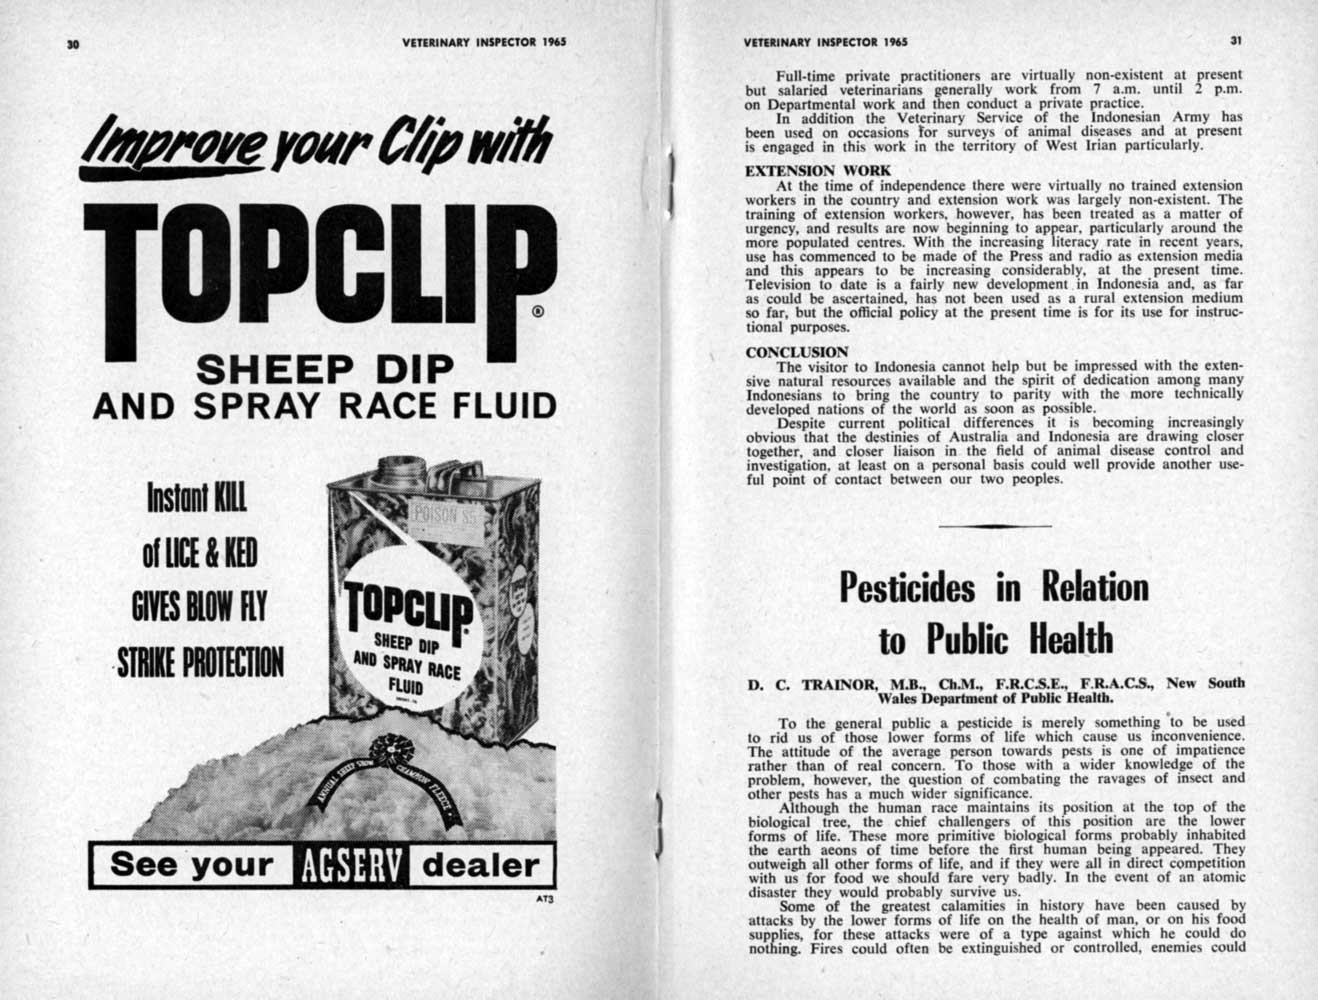 30
VETERINARY INSPECTOR 1965
Improve your Clip with
TOPCLIP®
SHEEP DIP
AND SPRAY RACE FLUID
Instant KILL
of LICE & KED
GIVES BLOW FLY
STRIKE PROTECTION
POISON S5
TOPCLIP
SHEEP DIP
AND SPRAY RACE
FLUID
ANNUAL SHEEP SHOW
CHAMPION FLEECE
See your AGSERV dealer
AT3
VETERINARY INSPECTOR 1965
31
Full-time private practitioners are virtually non-existent at present
but salaried veterinarians generally work from 7 a.m. until 2 p.m.
on Departmental work and then conduct a private practice.
In addition the Veterinary Service of the Indonesian Army has
been used on occasions for surveys of animal diseases and at present
is engaged in this work in the territory of West Irian particularly.
EXTENSION WORK
At the time of independence there were virtually no trained extension
workers in the country and extension work was largely non-existent. The
training of extension workers, however, has been treated as a matter of
urgency, and results are now beginning to appear, particularly around the
more populated centres. With the increasing literacy rate in recent years,
use has commenced to be made of the Press and radio as extension media
and this appears to be increasing considerably, at the present time.
Television to date is a fairly new development in Indonesia and, as far
as could be ascertained, has not been used as a rural extension medium
so far, but the official policy at the present time is for its use for instruc-
tional purposes.
CONCLUSION
The visitor to Indonesia cannot help but be impressed with the exten-
sive natural resources available and the spirit of dedication among many
Indonesians to bring the country to parity with the more technically
developed nations of the world as soon as possible.
Despite current political differences it is becoming increasingly
obvious that the destinies of Australia and Indonesia are drawing closer
together, and closer liaison in the field of animal disease control and
investigation, at least on a personal basis could well provide another use-
ful point of contact between our two peoples.
Pesticides in Relation
to Public Health
D. C. TRAINOR, M.B., Ch.M., F.R.C.S.E., F.R.A.C.S., New South
Wales Department of Public Health.
To the general public a pesticide is merely something to be used
to rid us of those lower forms of life which cause us inconvenience.
The attitude of the average person towards pests is one of impatience
rather than of real concern. To those with a wider knowledge of the
problem, however, the question of combating the ravages of insect and
other pests has a much wider significance.
Although the human race maintains its position at the top of the
biological tree, the chief challengers of this position are the lower
forms of life. These more primitive biological forms probably inhabited
the earth aeons of time before the first human being appeared. They
outweigh all other forms of life, and if they were all in direct competition
with us for food we should fare very badly. In the event of an atomic
disaster they would probably survive us.
Some of the greatest calamities in history have been caused by
attacks by the lower forms of life on the health of man, or on his food
supplies, for these attacks were of a type against which he could do
nothing. Fires could often be extinguished or controlled, enemies could